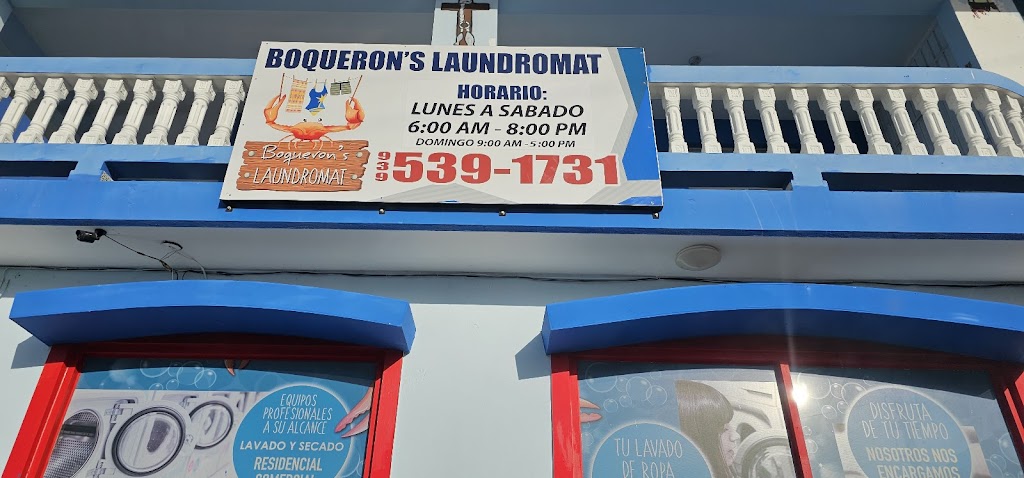 BOQUERON'S LAUNDROMAT
HORARIO:
LUNES A SABADO
6:00 AM - 8:00 PM
DOMINGO 9:00 AM - 5:00 PM
939 539-1731
Boqueron's
LAUNDROMAT
EQUIPOS
PROFESIONALES
A SU ALCANCE
LAVADO Y SECADO
RESIDENCIAL
COMERCIAL
TU LAVADO
DE ROPA
DISFRUTA
DE TU TIEMPO
NOSOTROS NOS
ENCARGAMOS